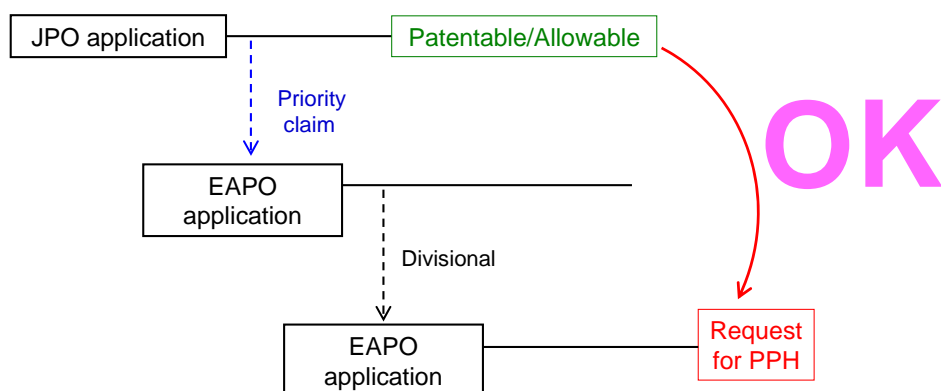 JPO application
Patentable/Allowable
Priority
claim
OK
EAPO
application
Divisional
EAPO
application
Request
for PPH